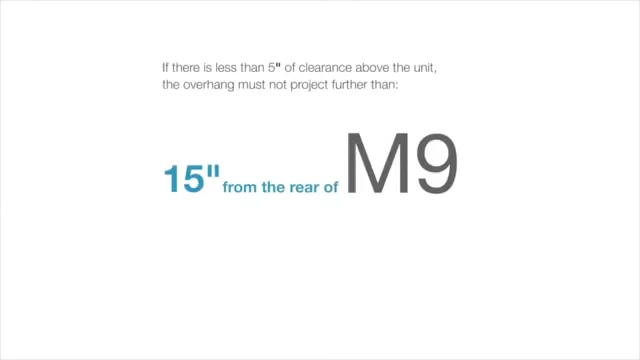 If there is less than 5" of clearance above the unit,
the overhang must not project further than:
15" from the rear of M9